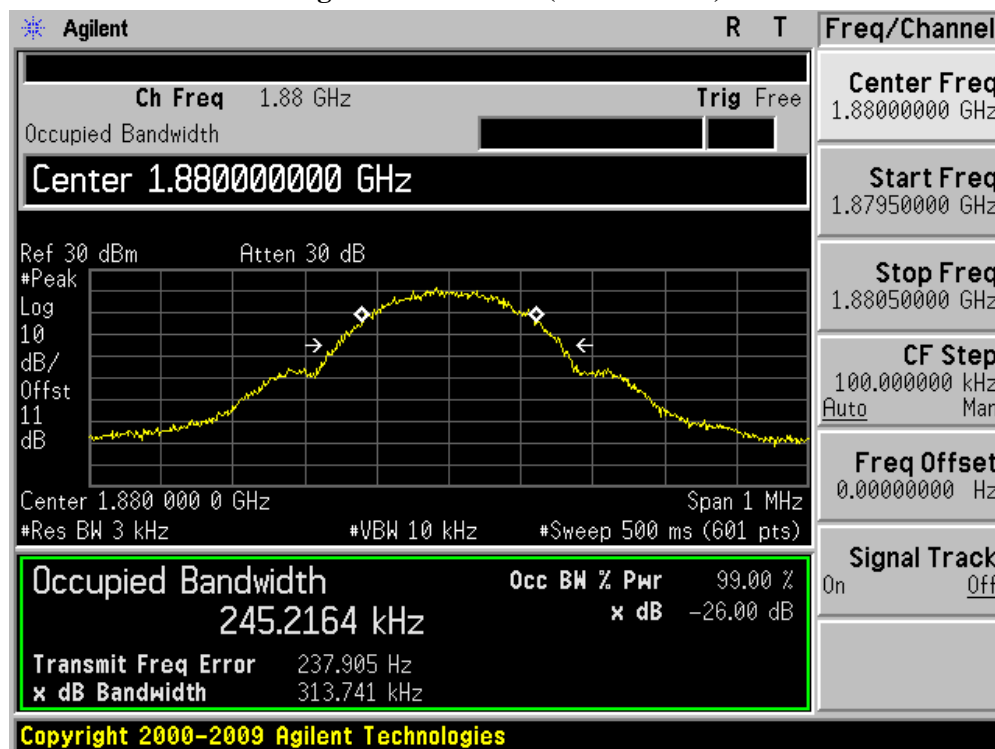 Agilent R T
Freq/Channel
Ch Freq 1.88 GHz Trig Free
Occupied Bandwidth
Center 1.880000000 GHz
Ref 30 dBm Atten 30 dB
#Peak
Log
10
dB/
Offst
11
dB
Center 1.880 000 0 GHz Span 1 MHz
#Res BW 3 kHz #VBW 10 kHz #Sweep 500 ms (601 pts)
Occupied Bandwidth Occ BW % Pwr 99.00 %
245.2164 kHz x dB -26.00 dB
Transmit Freq Error 237.905 Hz
x dB Bandwidth 313.741 kHz
Center Freq
1.88000000 GHz
Start Freq
1.87950000 GHz
Stop Freq
1.88050000 GHz
CF Step
100.000000 kHz
Auto Man
Freq Offset
0.00000000 Hz
Signal Track
On Off
Copyright 2000-2009 Agilent Technologies